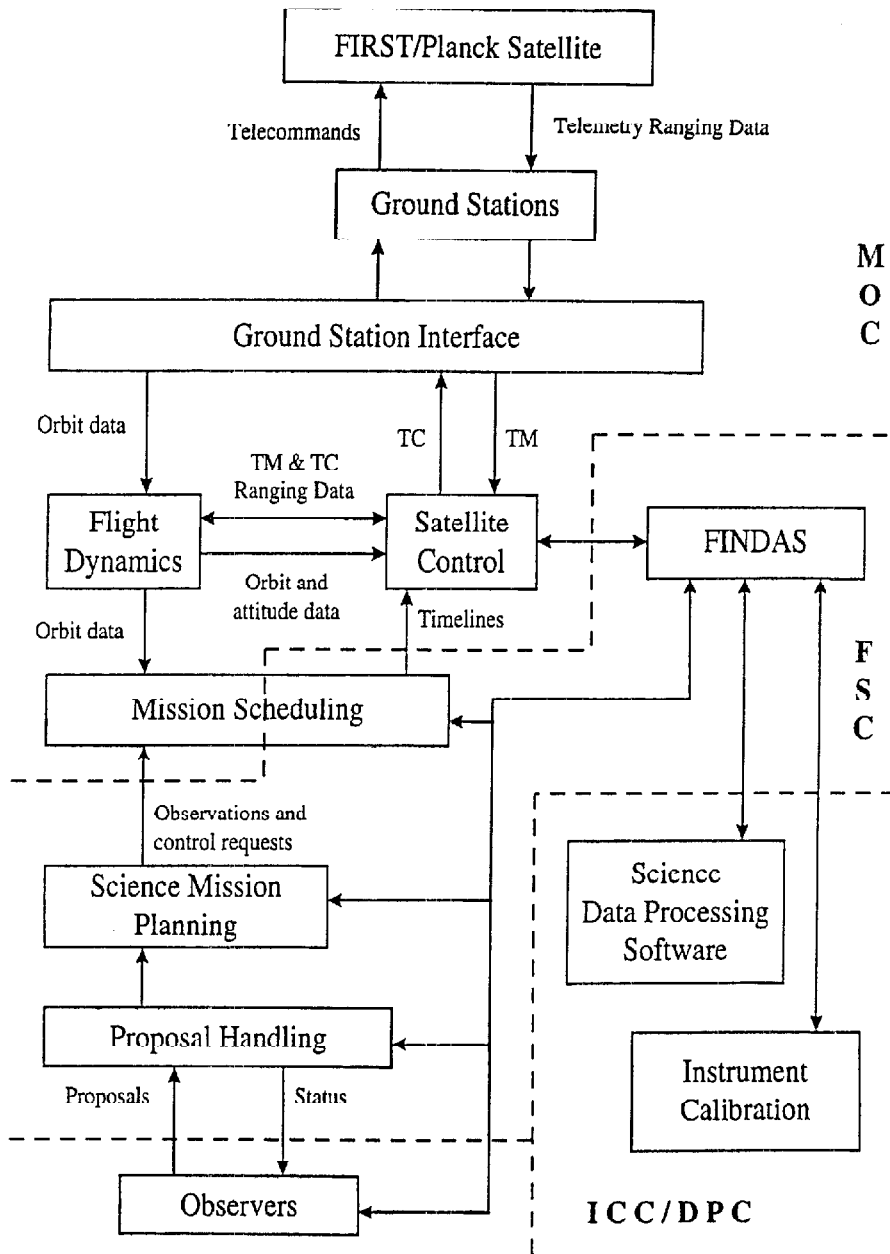 FIRST/Planck Satellite
Telecommands
Telemetry Ranging Data
Ground Stations
M
O
C
Ground Station Interface
Orbit data
TC
TM
TM & TC
Ranging Data
Flight
Dynamics
Satellite
Control
FINDAS
Orbit and
attitude data
Orbit data
Timelines
F
S
C
Mission Scheduling
Observations and
control requests
Science Mission
Planning
Science
Data Processing
Software
Proposal Handling
Instrument
Calibration
Proposals
Status
Observers
ICC/DPC